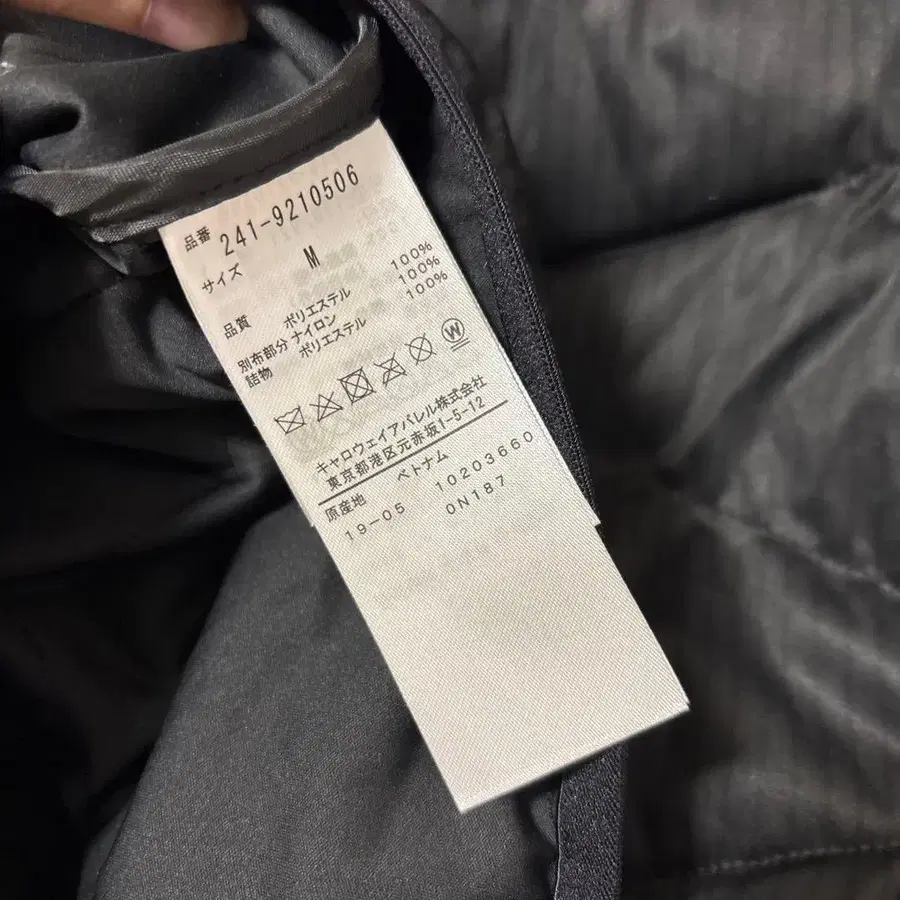 品番 241-9210506
サイズ M
品質 ポリエステル 100%
別布部分 ナイロン 100%
詰物 ポリエステル 100%
W
キャロウェイアパレル株式会社
東京都港区元赤坂1-5-12
原産地 ベトナム
19-05 10203660
0N187